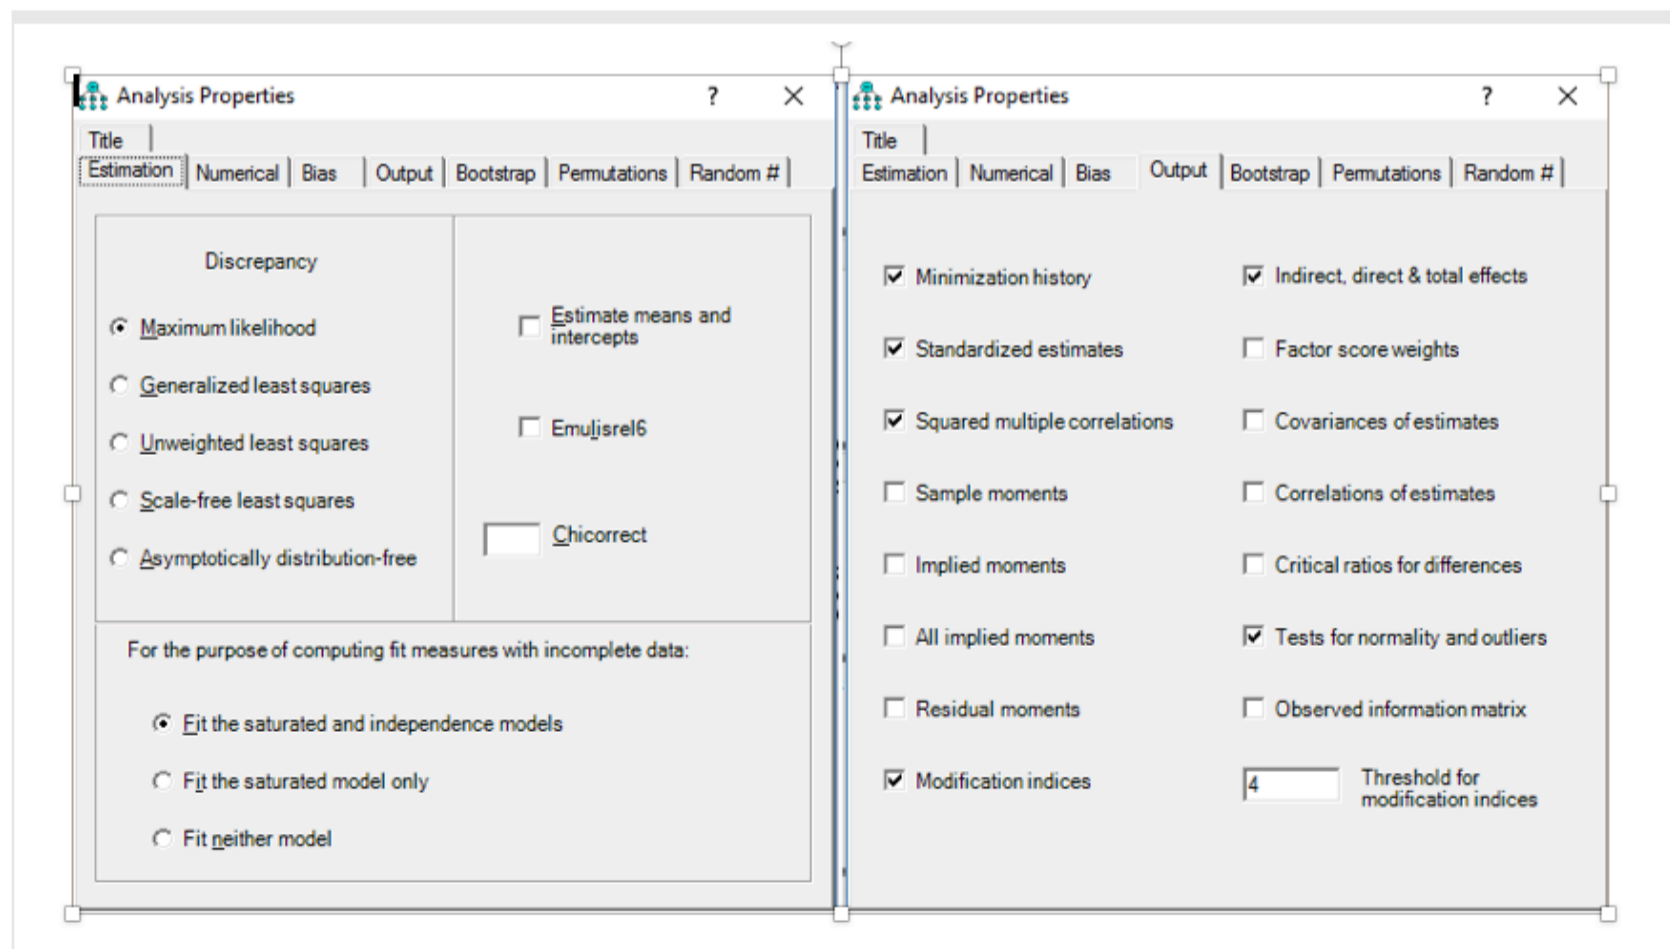 Analysis Properties ? ×
Title
Estimation Numerical Bias Output Bootstrap Permutations Random #
Discrepancy
Maximum likelihood
Generalized least squares
Unweighted least squares
Scale-free least squares
Asymptotically distribution-free
Estimate means and
intercepts
Emulisrel6
Chicorrect
For the purpose of computing fit measures with incomplete data:
Fit the saturated and independence models
Fit the saturated model only
Fit neither model
Analysis Properties ? ×
Title
Estimation Numerical Bias Output Bootstrap Permutations Random #
Minimization history
Standardized estimates
Squared multiple correlations
Sample moments
Implied moments
All implied moments
Residual moments
Modification indices
Indirect, direct & total effects
Factor score weights
Covariances of estimates
Correlations of estimates
Critical ratios for differences
Tests for normality and outliers
Observed information matrix
4 Threshold for
modification indices